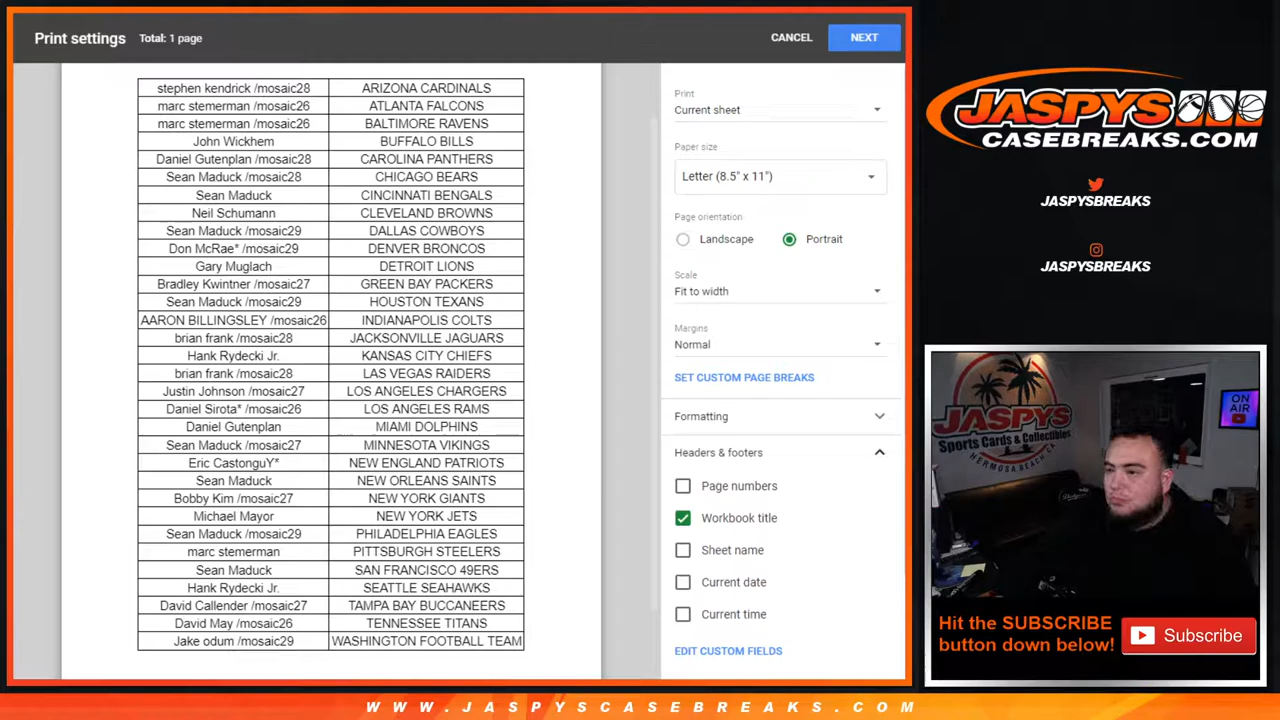 Print settings Total: 1 page CANCEL NEXT
stephen kendrick /mosaic28 ARIZONA CARDINALS
marc stemerman /mosaic26 ATLANTA FALCONS
marc stemerman /mosaic26 BALTIMORE RAVENS
John Wickhem BUFFALO BILLS
Daniel Gutenplan /mosaic28 CAROLINA PANTHERS
Sean Maduck /mosaic28 CHICAGO BEARS
Sean Maduck CINCINNATI BENGALS
Neil Schumann CLEVELAND BROWNS
Sean Maduck /mosaic29 DALLAS COWBOYS
Don McRae* /mosaic29 DENVER BRONCOS
Gary Muglach DETROIT LIONS
Bradley Kwintner /mosaic27 GREEN BAY PACKERS
Sean Maduck /mosaic29 HOUSTON TEXANS
AARON BILLINGSLEY /mosaic26 INDIANAPOLIS COLTS
brian frank /mosaic28 JACKSONVILLE JAGUARS
Hank Rydecki Jr. KANSAS CITY CHIEFS
brian frank /mosaic28 LAS VEGAS RAIDERS
Justin Johnson /mosaic27 LOS ANGELES CHARGERS
Daniel Sirota* /mosaic26 LOS ANGELES RAMS
Daniel Gutenplan MIAMI DOLPHINS
Sean Maduck /mosaic27 MINNESOTA VIKINGS
Eric CastonguY* NEW ENGLAND PATRIOTS
Sean Maduck NEW ORLEANS SAINTS
Bobby Kim /mosaic27 NEW YORK GIANTS
Michael Mayor NEW YORK JETS
Sean Maduck /mosaic29 PHILADELPHIA EAGLES
marc stemerman PITTSBURGH STEELERS
Sean Maduck SAN FRANCISCO 49ERS
Hank Rydecki Jr. SEATTLE SEAHAWKS
David Callender /mosaic27 TAMPA BAY BUCCANEERS
David May /mosaic26 TENNESSEE TITANS
Jake odum /mosaic29 WASHINGTON FOOTBALL TEAM
Print
Current sheet
Paper size
Letter (8.5" x 11")
Page orientation
Landscape Portrait
Scale
Fit to width
Margins
Normal
SET CUSTOM PAGE BREAKS
Formatting
Headers & footers
Page numbers
Workbook title
Sheet name
Current date
Current time
EDIT CUSTOM FIELDS
JASPYS
CASEBREAKS.COM
JASPYSBREAKS
JASPYSBREAKS
JASPYS
Sports Cards & Collectibles
HERMOSA BEACH CA
ON
AIR
Hit the SUBSCRIBE
button down below!
Subscribe
WWW.JASPYSCASEBREAKS.COM